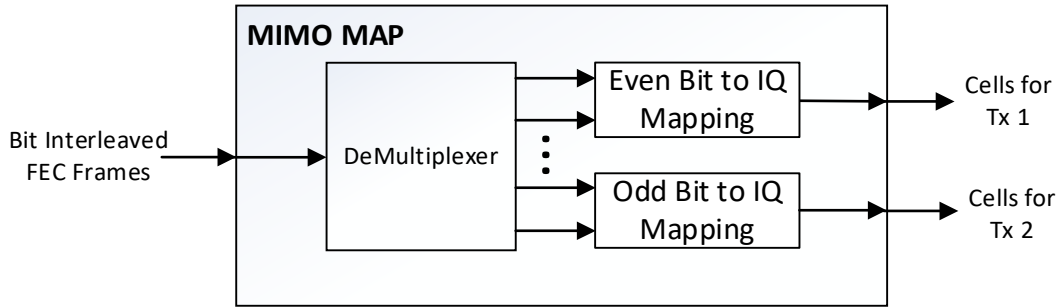 MIMO MAP
Bit Interleaved
FEC Frames
DeMultiplexer
Even Bit to IQ
Mapping
Odd Bit to IQ
Mapping
Cells for
Tx 1
Cells for
Tx 2